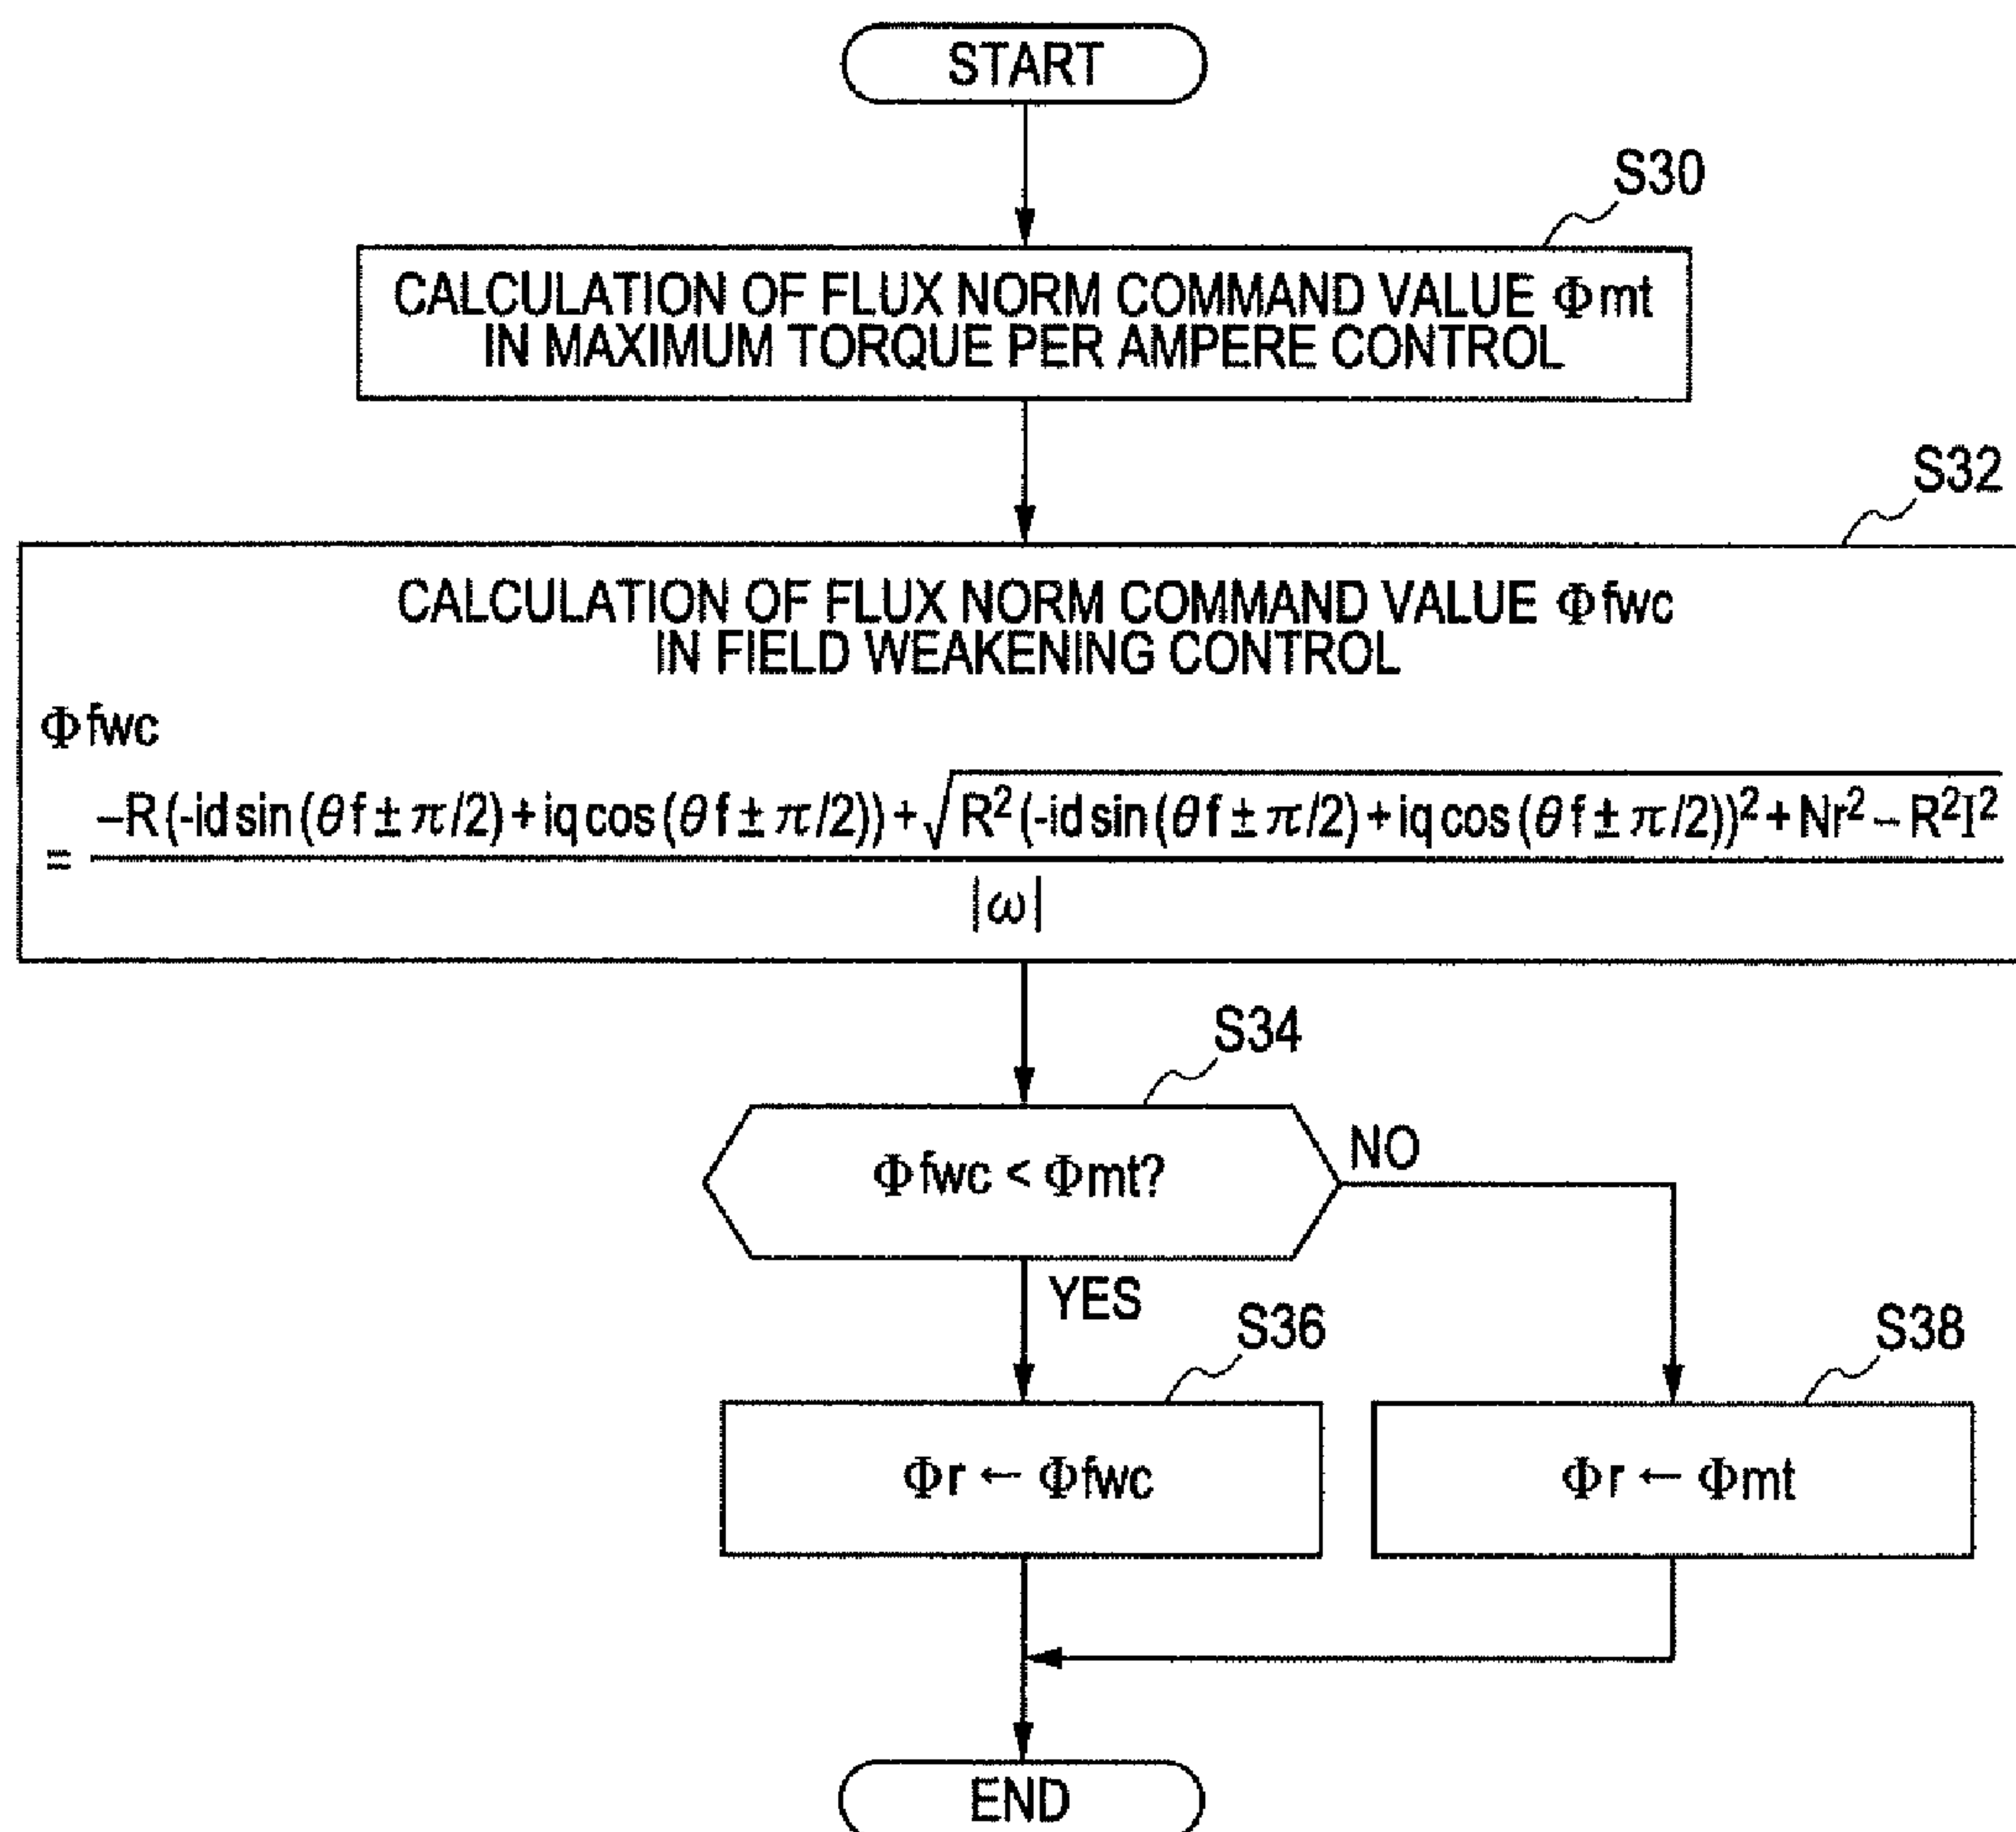 START
S30
CALCULATION OF FLUX NORM COMMAND VALUE Φmt
IN MAXIMUM TORQUE PER AMPERE CONTROL
S32
CALCULATION OF FLUX NORM COMMAND VALUE Φfwc
IN FIELD WEAKENING CONTROL
Φfwc
= −R(-id sin(θf ± π/2) + iq cos(θf ± π/2)) + √R²(-id sin(θf ± π/2) + iq cos(θf ± π/2))² + Nr² − R²I²
|ω|
S34
Φfwc < Φmt?
NO
YES
S36
S38
Φr ← Φfwc
Φr ← Φmt
END